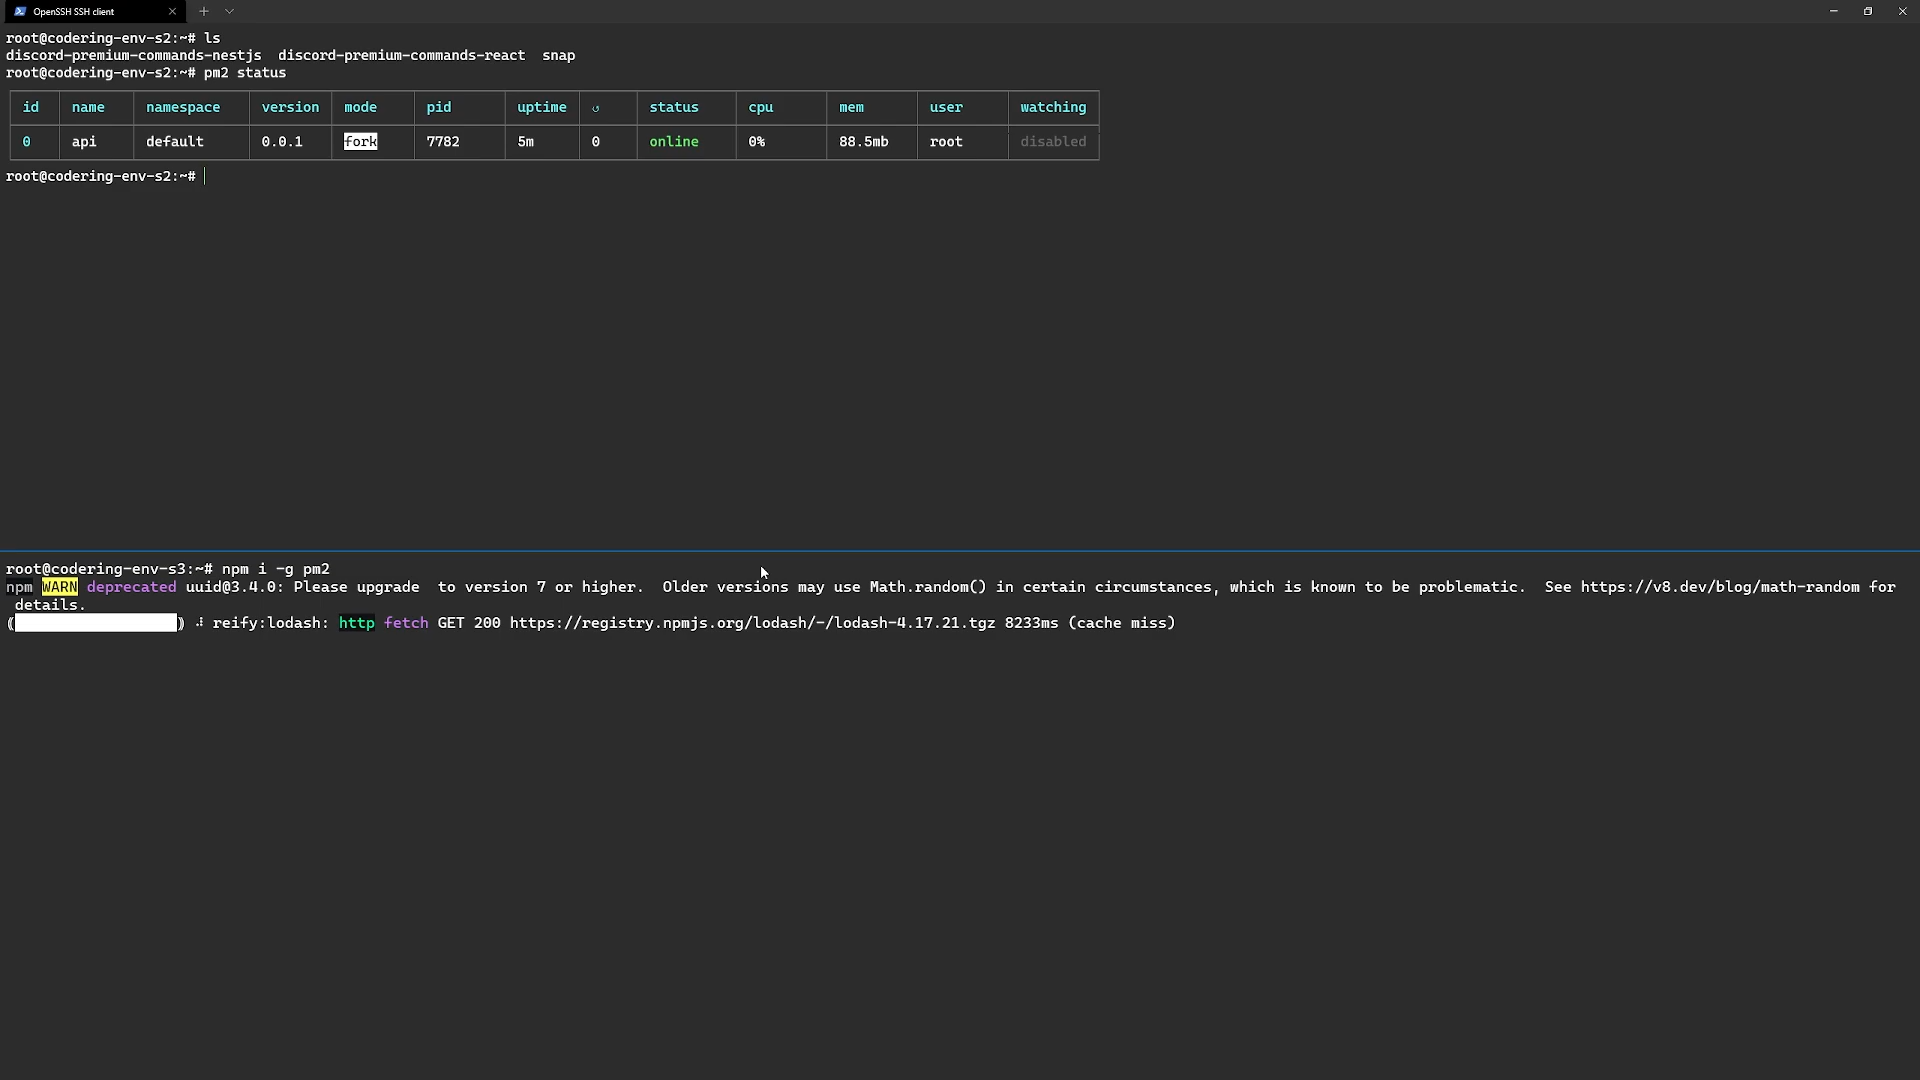 OpenSSH SSH client
root@codering-env-s2:~# ls
discord-premium-commands-nestjs  discord-premium-commands-react  snap
root@codering-env-s2:~# pm2 status
id name namespace version mode pid uptime ↺ status cpu mem user watching
0 api default 0.0.1 fork 7782 5m 0 online 0% 88.5mb root disabled
root@codering-env-s2:~#
root@codering-env-s3:~# npm i -g pm2
npm WARN deprecated uuid@3.4.0: Please upgrade  to version 7 or higher.  Older versions may use Math.random() in certain circumstances, which is known to be problematic.  See https://v8.dev/blog/math-random for
details.
⸨ ⸩ ⠼ reify:lodash: http fetch GET 200 https://registry.npmjs.org/lodash/-/lodash-4.17.21.tgz 8233ms (cache miss)